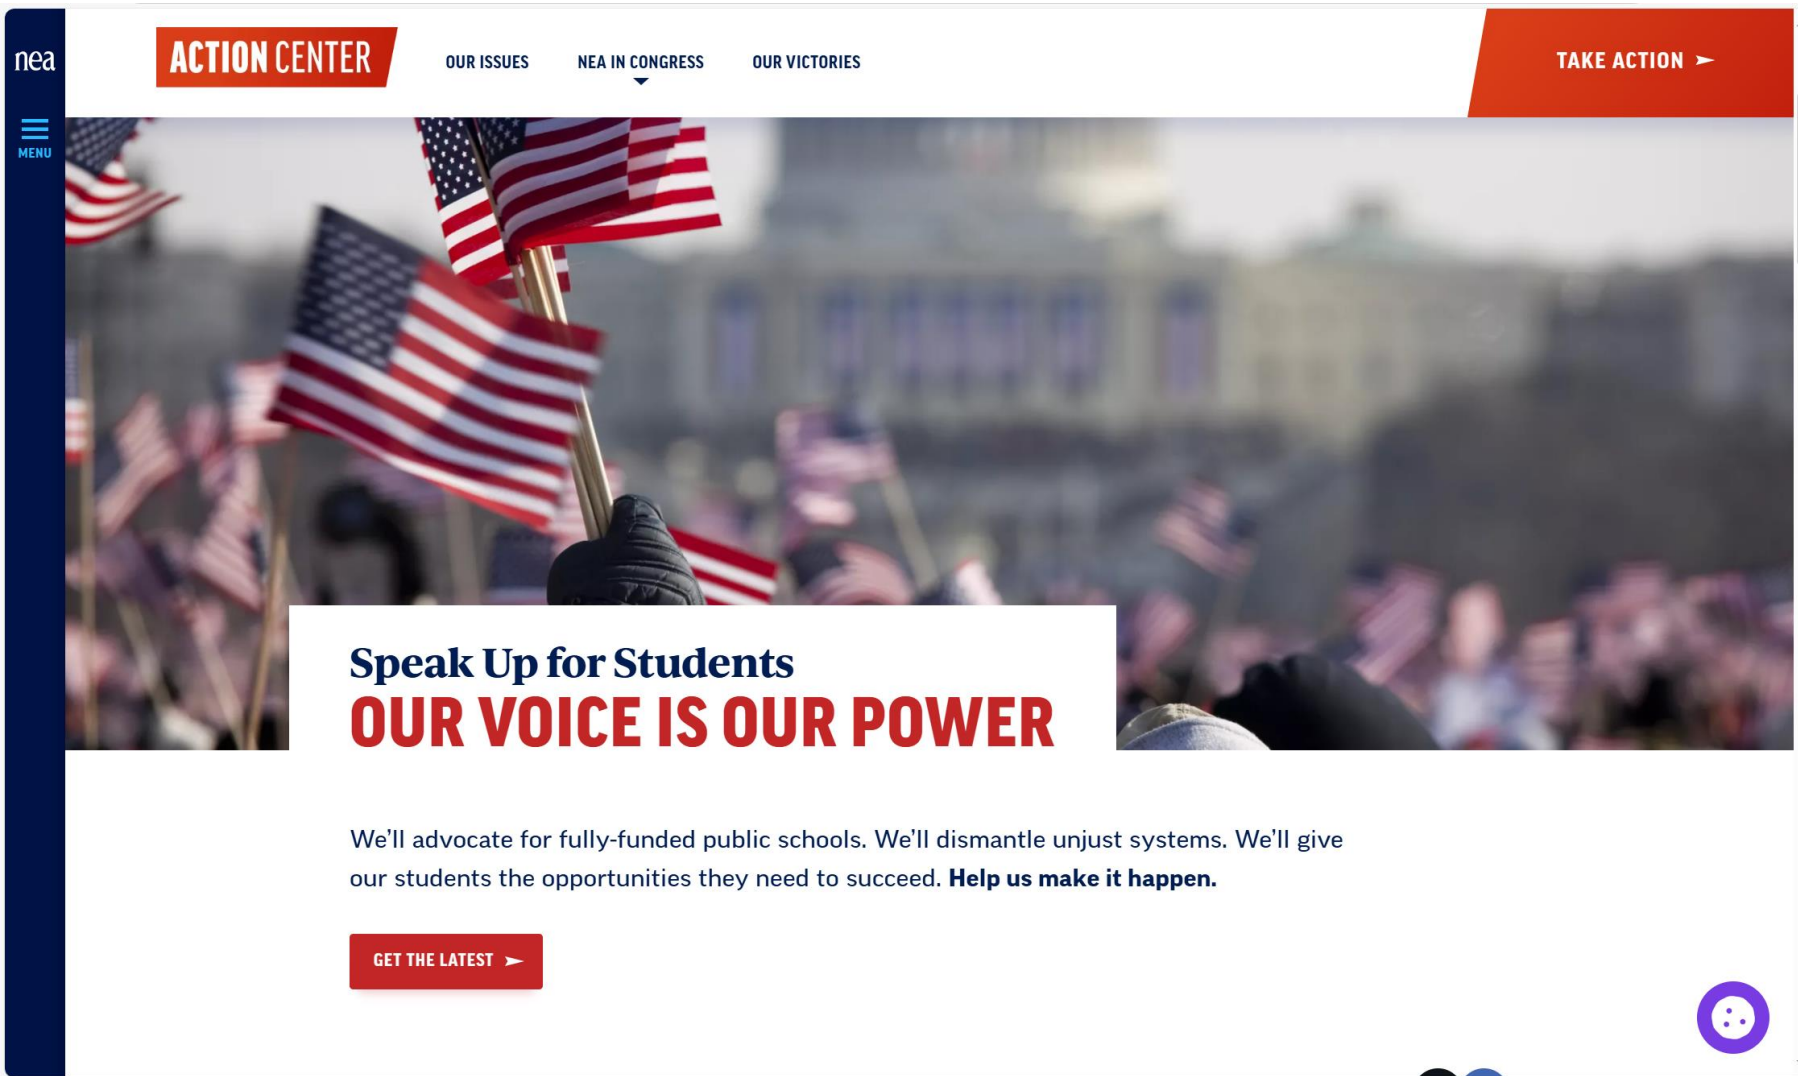 nea
MENU
ACTION CENTER
OUR ISSUES
NEA IN CONGRESS
OUR VICTORIES
TAKE ACTION
Speak Up for Students
OUR VOICE IS OUR POWER
We’ll advocate for fully-funded public schools. We’ll dismantle unjust systems. We’ll give
our students the opportunities they need to succeed. Help us make it happen.
GET THE LATEST